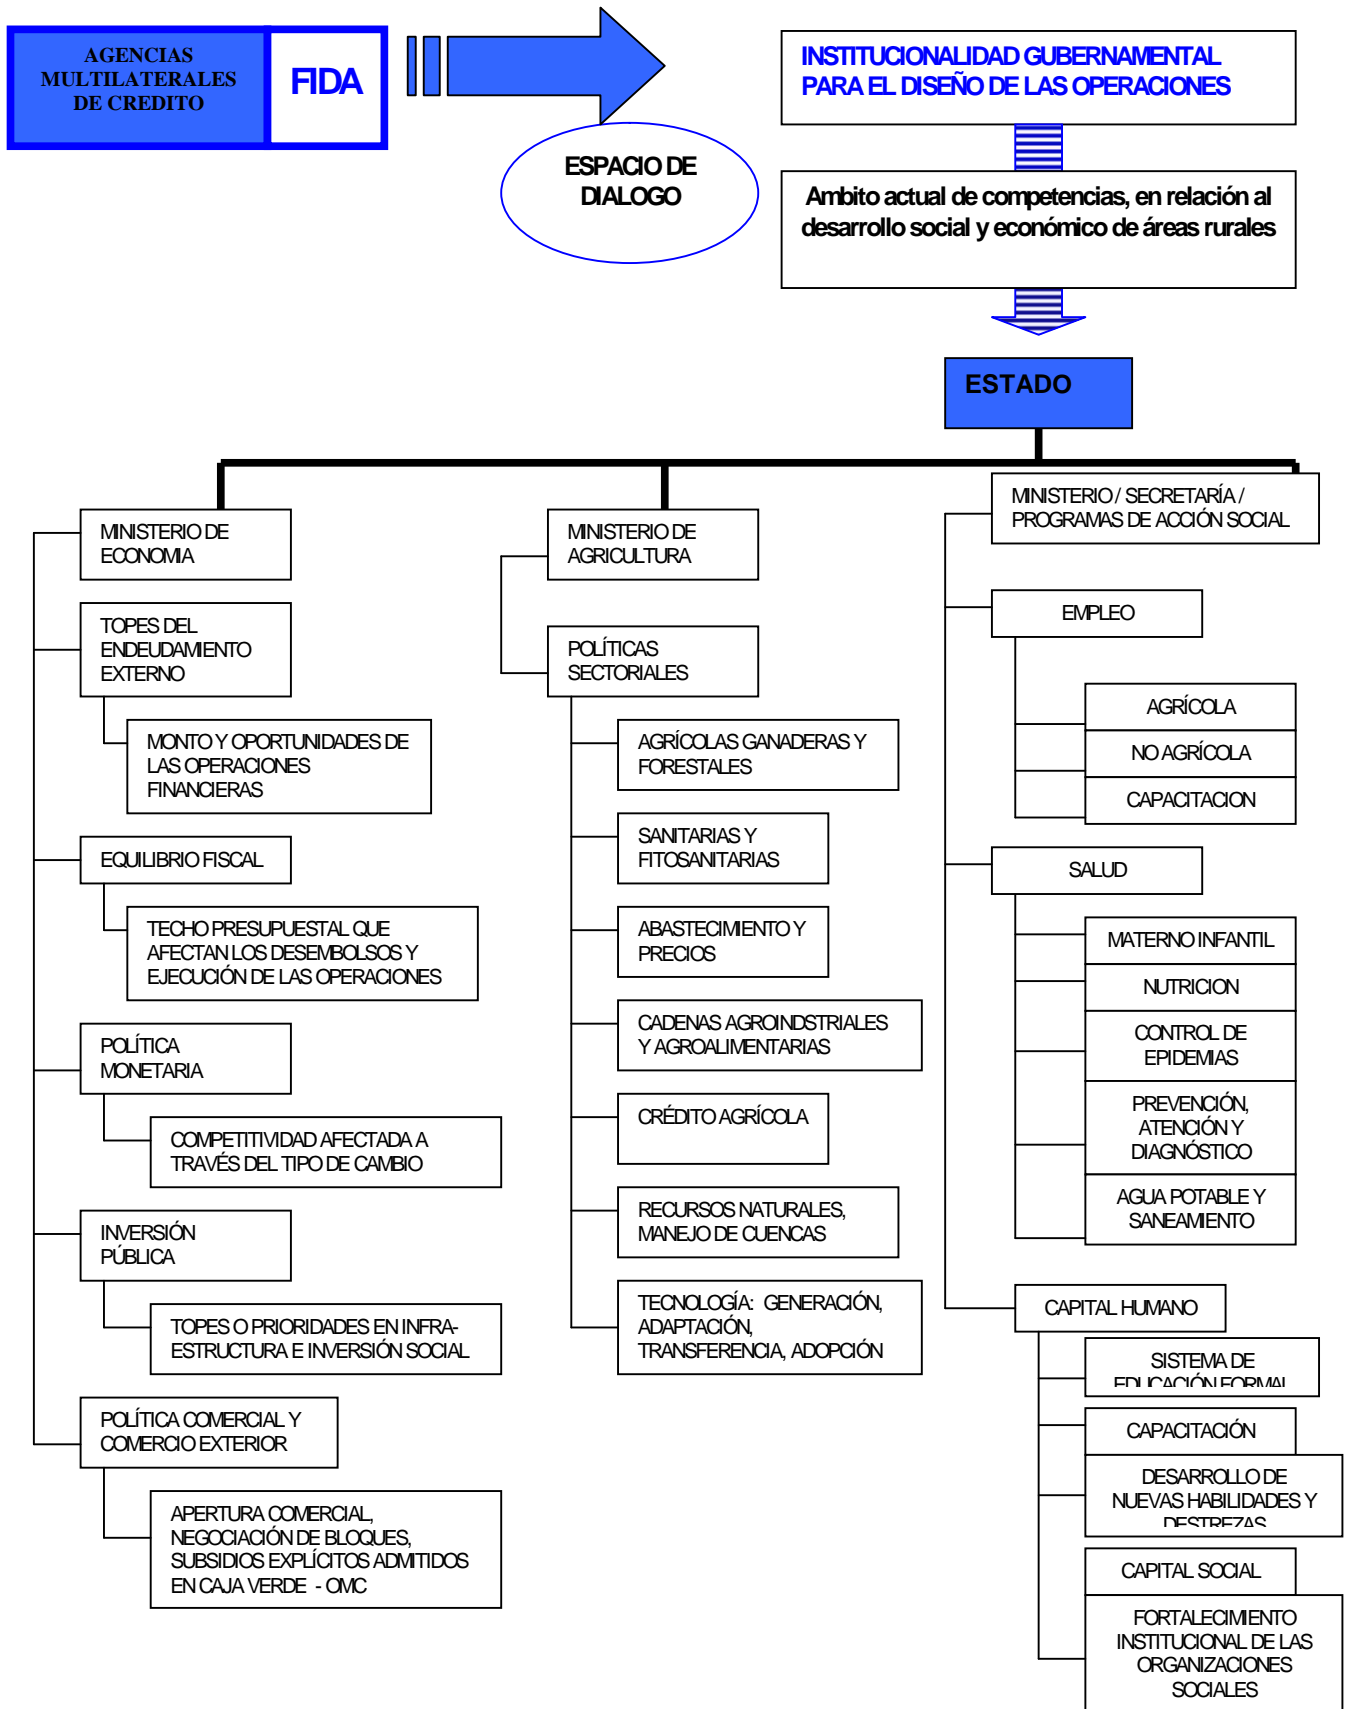 AGENCIAS
MULTILATERALES
DE CREDITO
FIDA
ESPACIO DE
DIALOGO
INSTITUCIONALIDAD GUBERNAMENTAL
PARA EL DISEÑO DE LAS OPERACIONES
Ambito actual de competencias, en relación al
desarrollo social y económico de áreas rurales
ESTADO
MINISTERIO DE
ECONOMIA
TOPES DEL
ENDEUDAMIENTO
EXTERNO
MONTO Y OPORTUNIDADES DE
LAS OPERACIONES
FINANCIERAS
EQUILIBRIO FISCAL
TECHO PRESUPUESTAL QUE
AFECTAN LOS DESEMBOLSOS Y
EJECUCIÓN DE LAS OPERACIONES
POLÍTICA
MONETARIA
COMPETITIVIDAD AFECTADA A
TRAVÉS DEL TIPO DE CAMBIO
INVERSIÓN
PÚBLICA
TOPES O PRIORIDADES EN INFRA-
ESTRUCTURA E INVERSIÓN SOCIAL
POLÍTICA COMERCIAL Y
COMERCIO EXTERIOR
APERTURA COMERCIAL,
NEGOCIACIÓN DE BLOQUES,
SUBSIDIOS EXPLÍCITOS ADMITIDOS
EN CAJA VERDE - OMC
MINISTERIO DE
AGRICULTURA
POLÍTICAS
SECTORIALES
AGRÍCOLAS GANADERAS Y
FORESTALES
SANITARIAS Y
FITOSANITARIAS
ABASTECIMIENTO Y
PRECIOS
CADENAS AGROINDSTRIALES
Y AGROALIMENTARIAS
CRÉDITO AGRÍCOLA
RECURSOS NATURALES,
MANEJO DE CUENCAS
TECNOLOGÍA: GENERACIÓN,
ADAPTACIÓN,
TRANSFERENCIA, ADOPCIÓN
MINISTERIO / SECRETARÍA /
PROGRAMAS DE ACCIÓN SOCIAL
EMPLEO
AGRÍCOLA
NO AGRÍCOLA
CAPACITACION
SALUD
MATERNO INFANTIL
NUTRICION
CONTROL DE
EPIDEMIAS
PREVENCIÓN,
ATENCIÓN Y
DIAGNÓSTICO
AGUA POTABLE Y
SANEAMIENTO
CAPITAL HUMANO
SISTEMA DE
EDUCACIÓN FORMAL
CAPACITACIÓN
DESARROLLO DE
NUEVAS HABILIDADES Y
DESTREZAS
CAPITAL SOCIAL
FORTALECIMIENTO
INSTITUCIONAL DE LAS
ORGANIZACIONES
SOCIALES